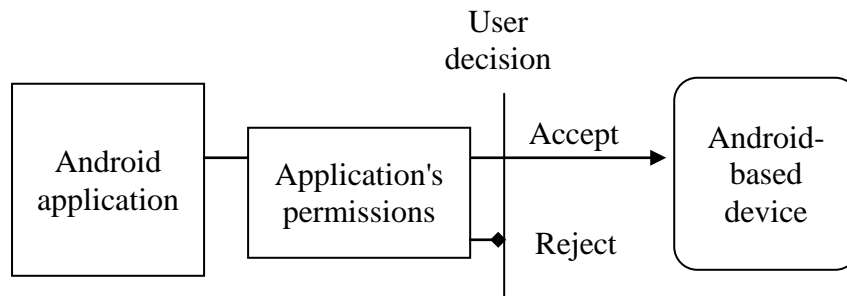 User
decision
Android
application
Application's
permissions
Accept
Reject
Android-
based
device